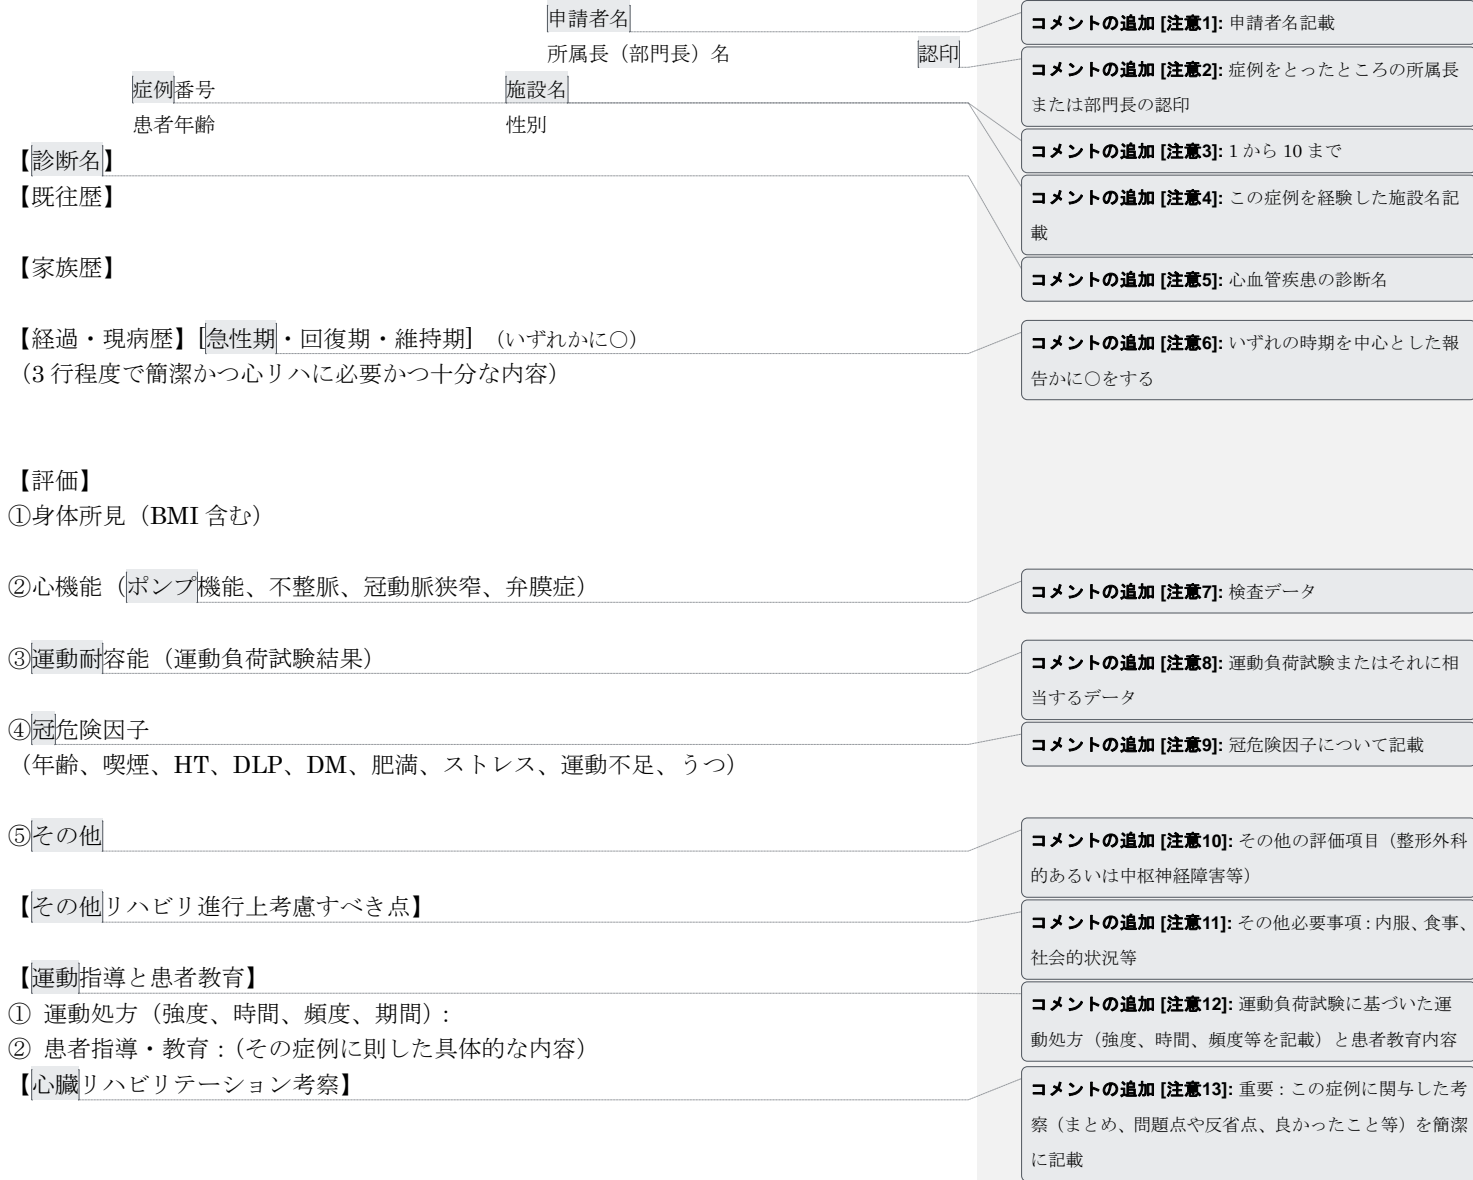 申請者名
所属長（部門長）名 認印
症例番号 施設名
患者年齢 性別
【診断名】
【既往歴】
【家族歴】
【経過・現病歴】[急性期・回復期・維持期] （いずれかに○）
（3 行程度で簡潔かつ心リハに必要かつ十分な内容）
【評価】
①身体所見（BMI 含む）
②心機能（ポンプ機能、不整脈、冠動脈狭窄、弁膜症）
③運動耐容能（運動負荷試験結果）
④冠危険因子
（年齢、喫煙、HT、DLP、DM、肥満、ストレス、運動不足、うつ）
⑤その他
【その他リハビリ進行上考慮すべき点】
【運動指導と患者教育】
① 運動処方（強度、時間、頻度、期間）:
② 患者指導・教育：（その症例に則した具体的な内容）
【心臓リハビリテーション考察】
コメントの追加 [注意1]: 申請者名記載
コメントの追加 [注意2]: 症例をとったところの所属長
または部門長の認印
コメントの追加 [注意3]: 1 から 10 まで
コメントの追加 [注意4]: この症例を経験した施設名記
載
コメントの追加 [注意5]: 心血管疾患の診断名
コメントの追加 [注意6]: いずれの時期を中心とした報
告かに○をする
コメントの追加 [注意7]: 検査データ
コメントの追加 [注意8]: 運動負荷試験またはそれに相
当するデータ
コメントの追加 [注意9]: 冠危険因子について記載
コメントの追加 [注意10]: その他の評価項目（整形外科
的あるいは中枢神経障害等）
コメントの追加 [注意11]: その他必要事項：内服、食事、
社会的状況等
コメントの追加 [注意12]: 運動負荷試験に基づいた運
動処方（強度、時間、頻度等を記載）と患者教育内容
コメントの追加 [注意13]: 重要：この症例に関与した考
察（まとめ、問題点や反省点、良かったこと等）を簡潔
に記載